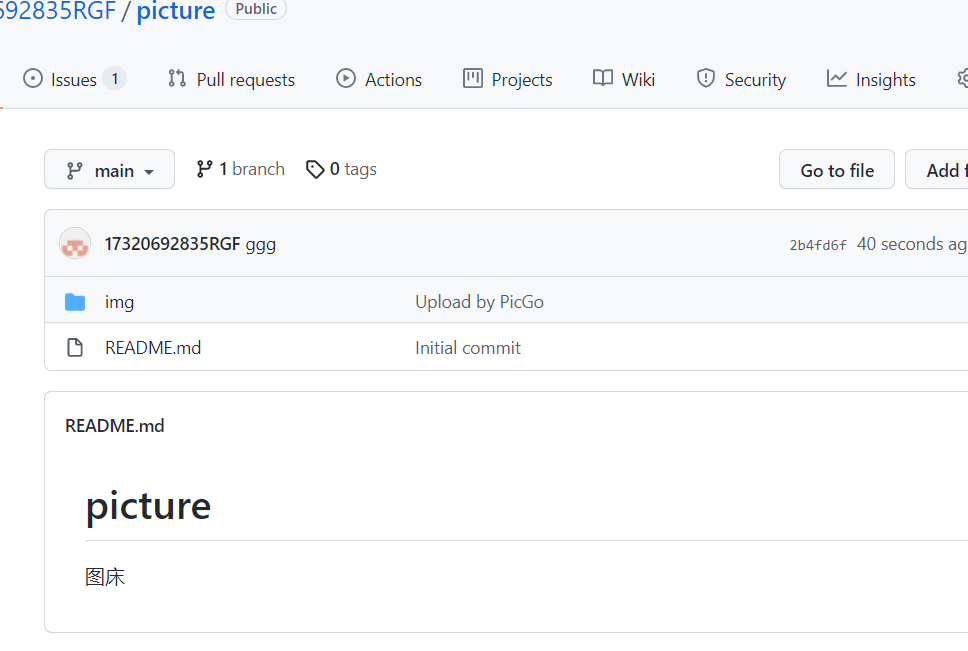 692835RGF / picture Public
Issues 1 Pull requests Actions Projects Wiki Security Insights
main 1 branch 0 tags Go to file Add
17320692835RGF ggg 2b4fd6f 40 seconds
img Upload by PicGo
README.md Initial commit
README.md
picture
图床